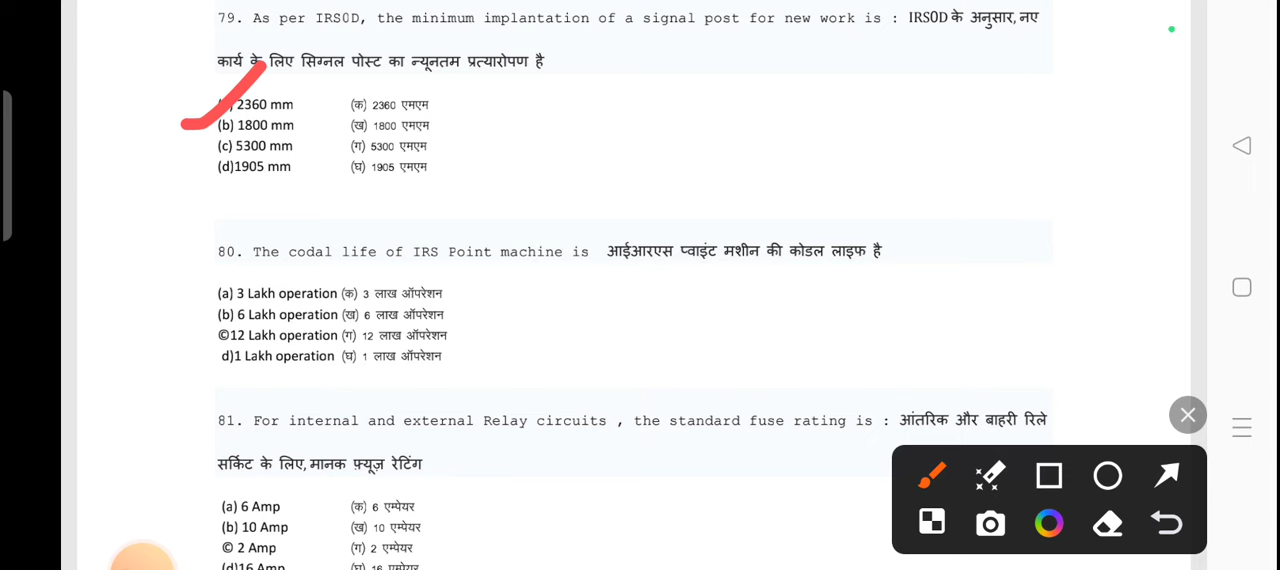 79. As per IRSOD, the minimum implantation of a signal post for new work is : IRSOD के अनुसार, नए
कार्य के लिए सिग्नल पोस्ट का न्यूनतम प्रत्यारोपण है
2360 mm (क) 2360 एमएम
(b) 1800 mm (ख) 1800 एमएम
(c) 5300 mm (ग) 5300 एमएम
(d)1905 mm (घ) 1905 एमएम
80. The codal life of IRS Point machine is आईआरएस प्वाइंट मशीन की कोडल लाइफ है
(a) 3 Lakh operation (क) 3 लाख ऑपरेशन
(b) 6 Lakh operation (ख) 6 लाख ऑपरेशन
©12 Lakh operation (ग) 12 लाख ऑपरेशन
d)1 Lakh operation (घ) 1 लाख ऑपरेशन
81. For internal and external Relay circuits , the standard fuse rating is : आंतरिक और बाहरी रिले
सर्किट के लिए, मानक फ़्यूज़ रेटिंग
(a) 6 Amp (क) 6 एम्पेयर
(b) 10 Amp (ख) 10 एम्पेयर
© 2 Amp (ग) 2 एम्पेयर
(d)16 Amp (घ) 16 एम्पेयर